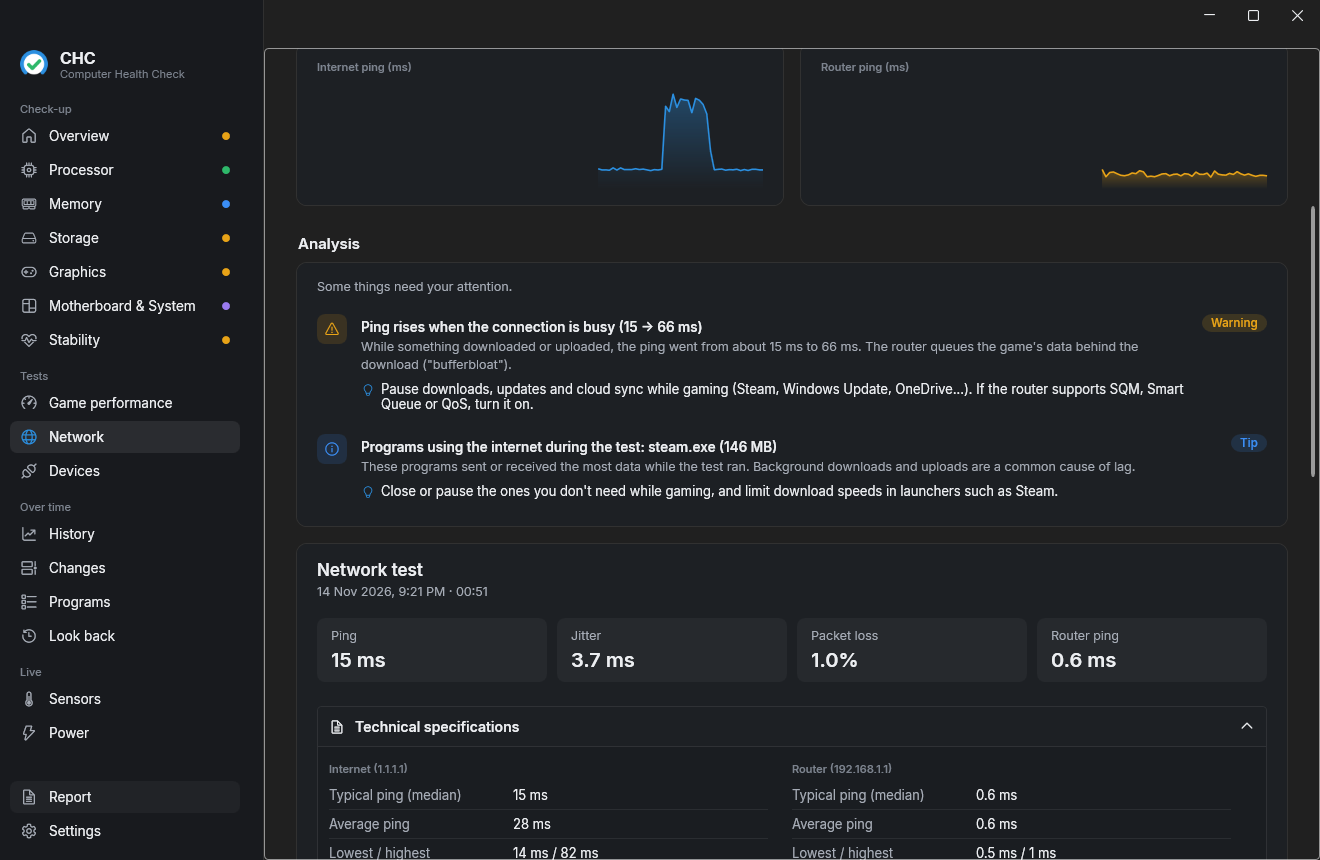 CHC
Computer Health Check
Check-up
Overview
Processor
Memory
Storage
Graphics
Motherboard & System
Stability
Tests
Game performance
Network
Devices
Over time
History
Changes
Programs
Look back
Live
Sensors
Power
Report
Settings
Internet ping (ms)
Router ping (ms)
Analysis
Some things need your attention.
Ping rises when the connection is busy (15 → 66 ms)
Warning
While something downloaded or uploaded, the ping went from about 15 ms to 66 ms. The router queues the game's data behind the
download ("bufferbloat").
Pause downloads, updates and cloud sync while gaming (Steam, Windows Update, OneDrive...). If the router supports SQM, Smart
Queue or QoS, turn it on.
Programs using the internet during the test: steam.exe (146 MB)
Tip
These programs sent or received the most data while the test ran. Background downloads and uploads are a common cause of lag.
Close or pause the ones you don't need while gaming, and limit download speeds in launchers such as Steam.
Network test
14 Nov 2026, 9:21 PM · 00:51
Ping
15 ms
Jitter
3.7 ms
Packet loss
1.0%
Router ping
0.6 ms
Technical specifications
Internet (1.1.1.1)
Typical ping (median) 15 ms
Average ping 28 ms
Lowest / highest 14 ms / 82 ms
Router (192.168.1.1)
Typical ping (median) 0.6 ms
Average ping 0.6 ms
Lowest / highest 0.5 ms / 1 ms